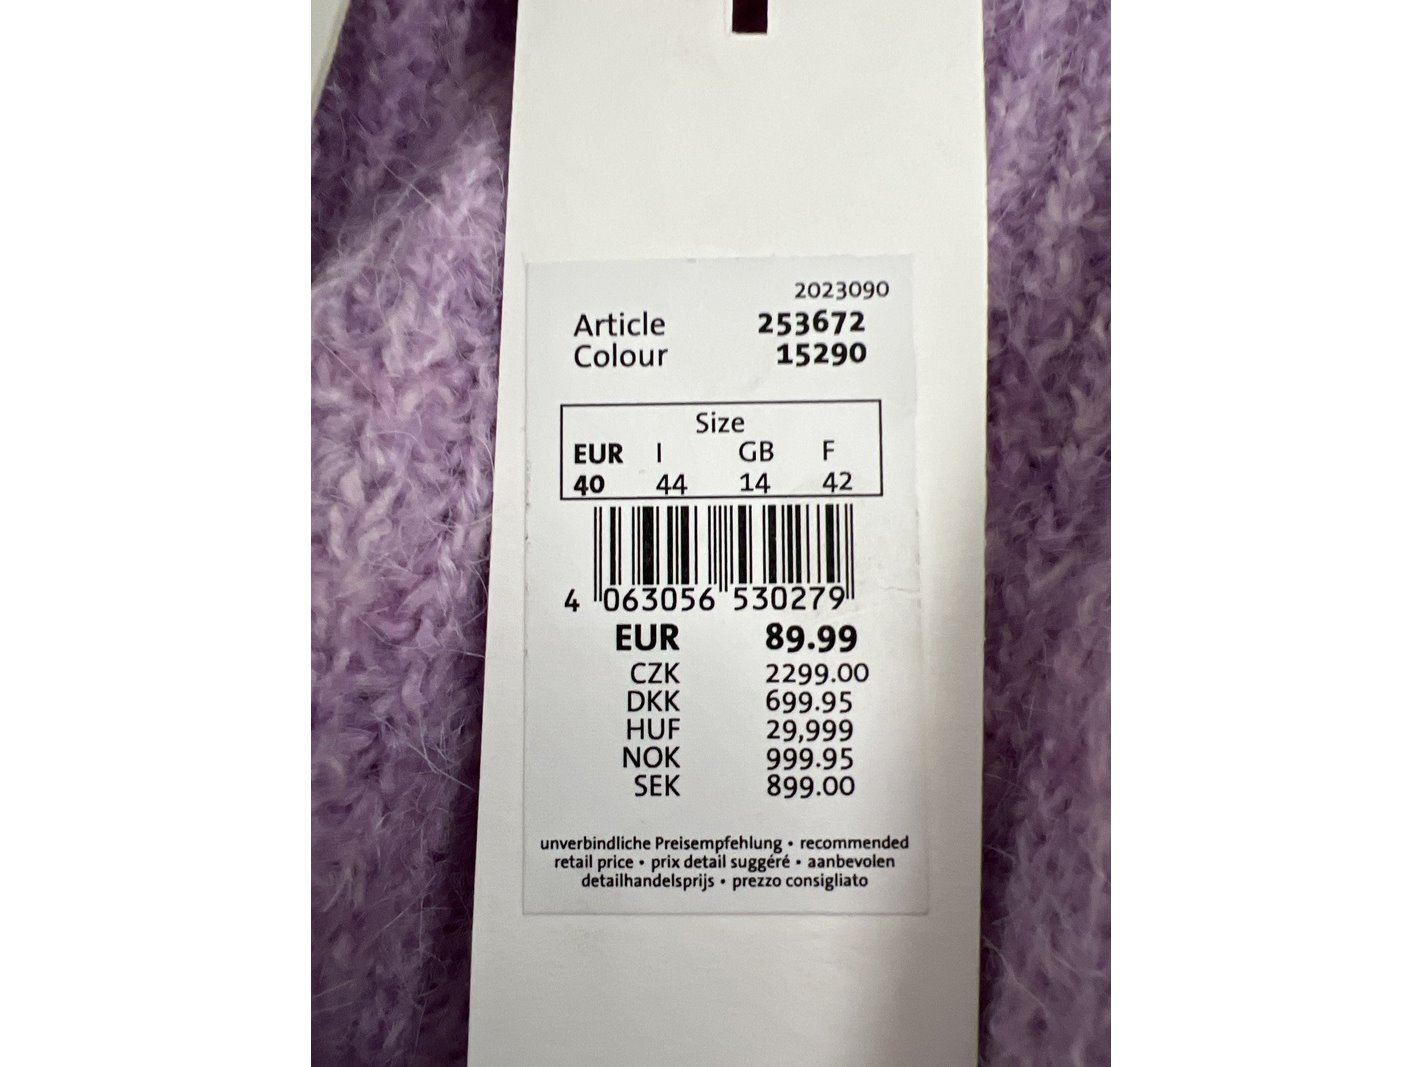 2023090
Article 253672
Colour 15290
Size
EUR I GB F
40 44 14 42
4 063056 530279
EUR 89.99
CZK 2299.00
DKK 699.95
HUF 29,999
NOK 999.95
SEK 899.00
unverbindliche Preisempfehlung • recommended
retail price • prix detail suggéré • aanbevolen
detailhandelsprijs • prezzo consigliato